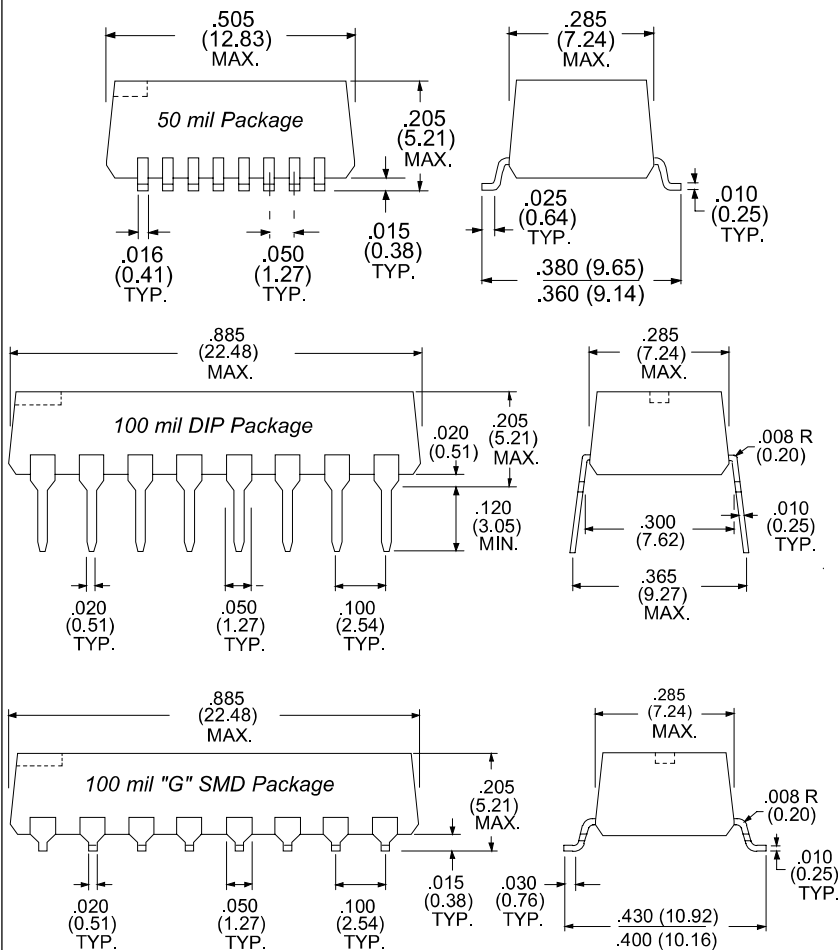 .505
(12.83)
MAX.
.285
(7.24)
MAX.
50 mil Package
.205
(5.21)
MAX.
.016
(0.41)
TYP.
.050
(1.27)
TYP.
.015
(0.38)
TYP.
.025
(0.64)
TYP.
.010
(0.25)
TYP.
.380 (9.65)
.360 (9.14)
.885
(22.48)
MAX.
.285
(7.24)
MAX.
100 mil DIP Package
.020
(0.51)
.205
(5.21)
MAX.
.120
(3.05)
MIN.
.008 R
(0.20)
.300
(7.62)
.010
(0.25)
TYP.
.365
(9.27)
MAX.
.020
(0.51)
TYP.
.050
(1.27)
TYP.
.100
(2.54)
TYP.
.885
(22.48)
MAX.
.285
(7.24)
MAX.
100 mil "G" SMD Package
.205
(5.21)
MAX.
.008 R
(0.20)
.020
(0.51)
TYP.
.050
(1.27)
TYP.
.100
(2.54)
TYP.
.015
(0.38)
TYP.
.030
(0.76)
TYP.
.010
(0.25)
TYP.
.430 (10.92)
.400 (10.16)